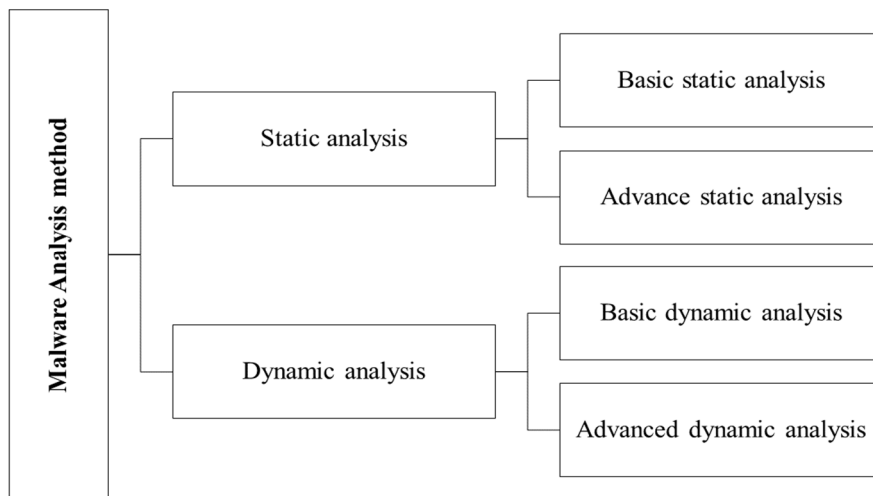 Malware Analysis method
Static analysis
Basic static analysis
Advance static analysis
Dynamic analysis
Basic dynamic analysis
Advanced dynamic analysis